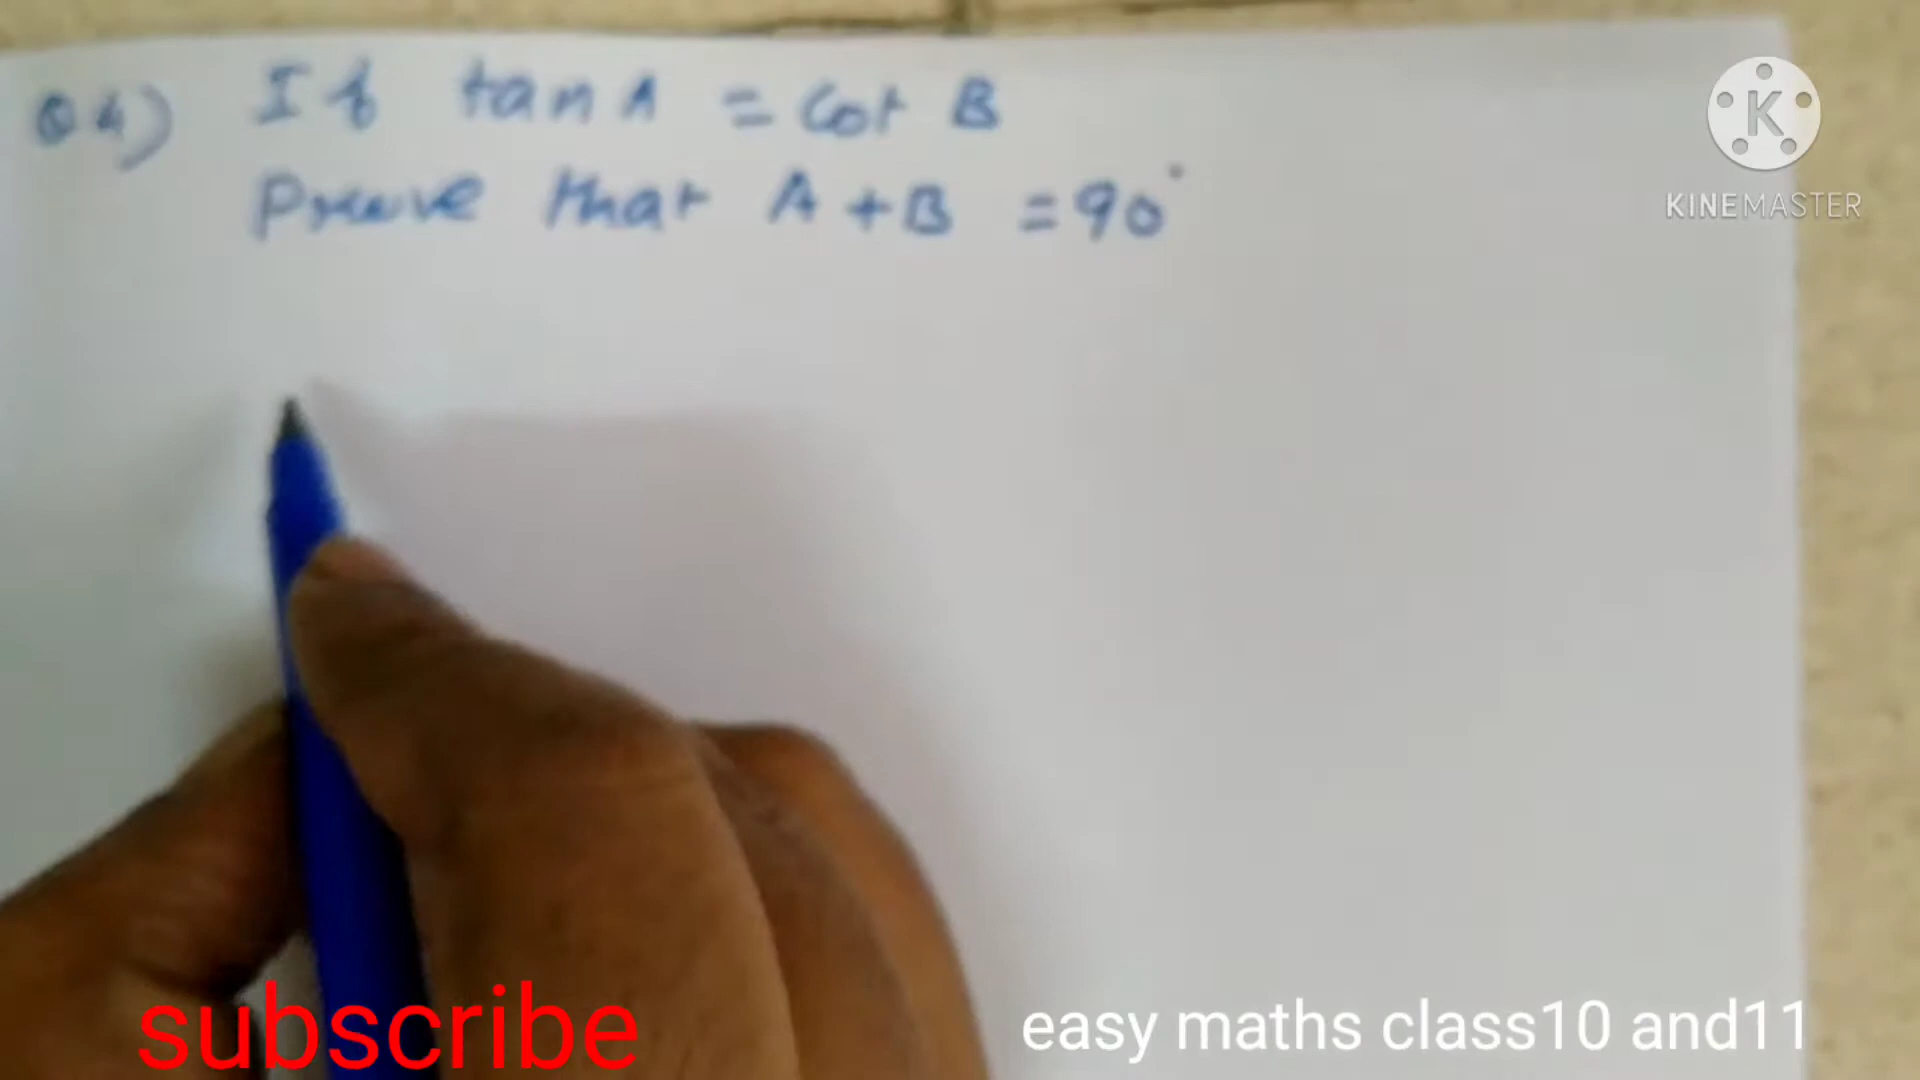 Q4) If tan A = cot B
Prove that A + B = 90°
K
KINEMASTER
subscribe
easy maths class10 and11